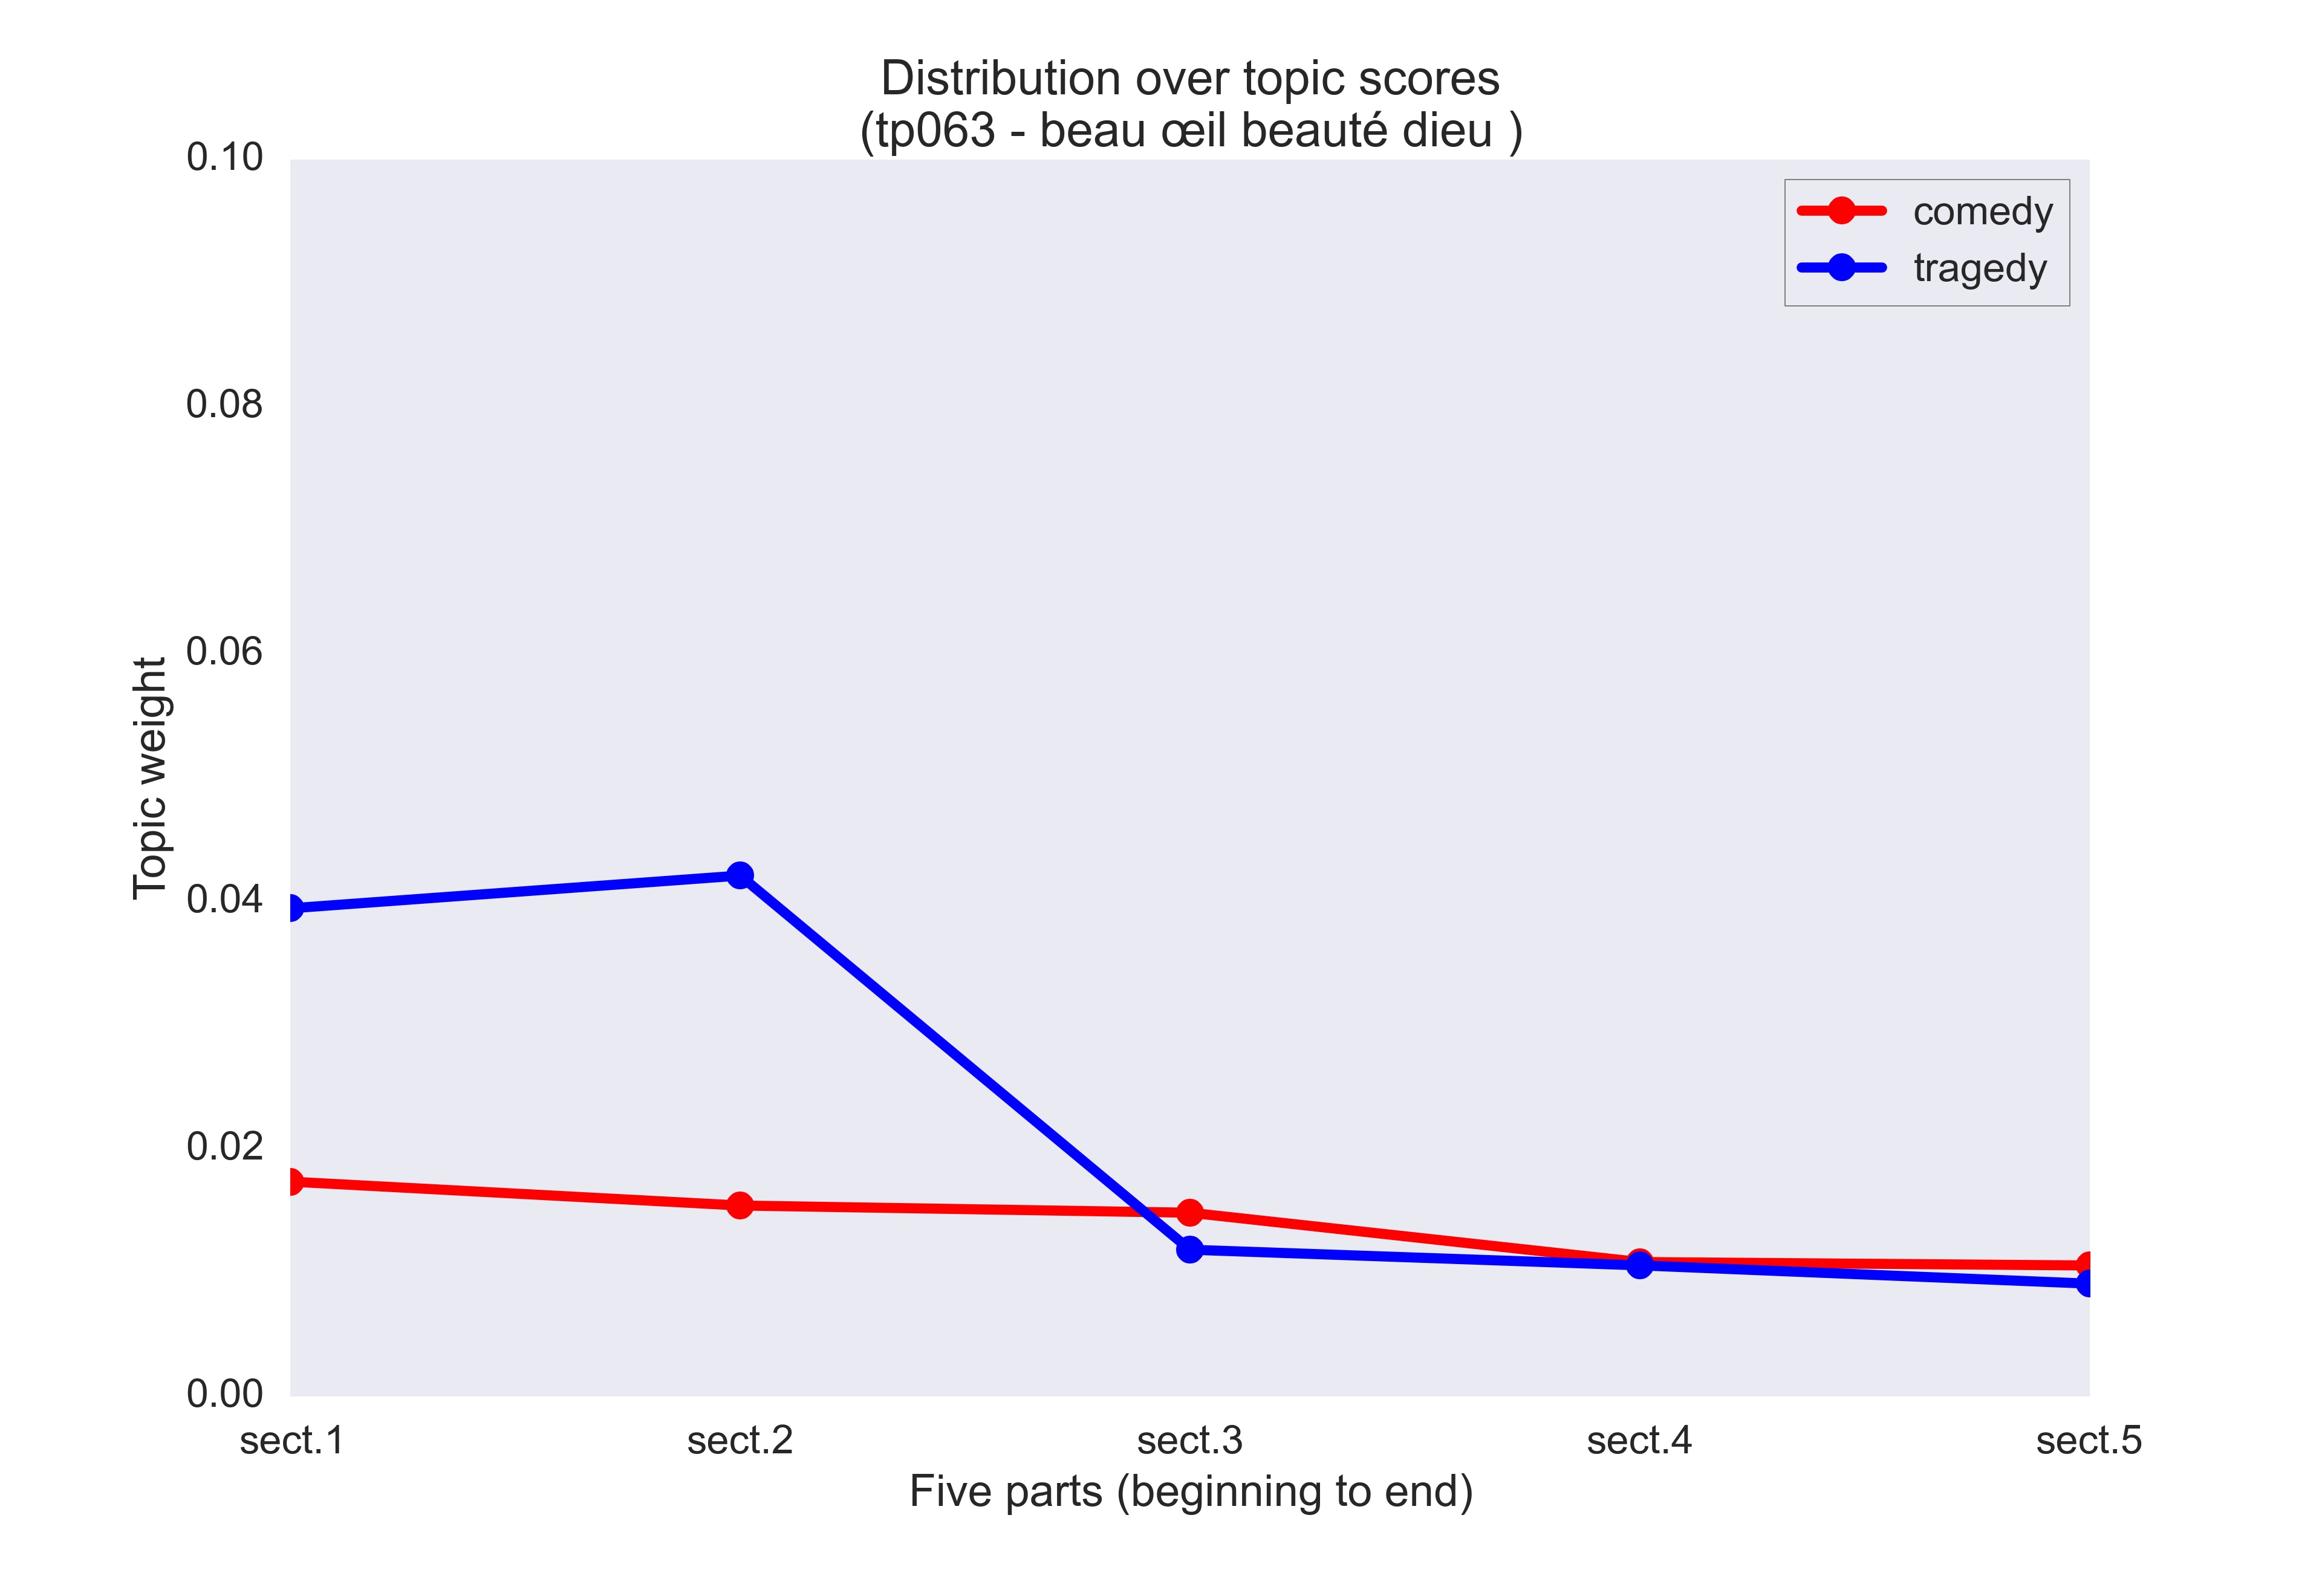 Distribution over topic scores
(tp063 - beau œil beauté dieu )
comedy
tragedy
0.10
0.08
0.06
0.04
0.02
0.00
Topic weight
sect.1 sect.2 sect.3 sect.4 sect.5
Five parts (beginning to end)